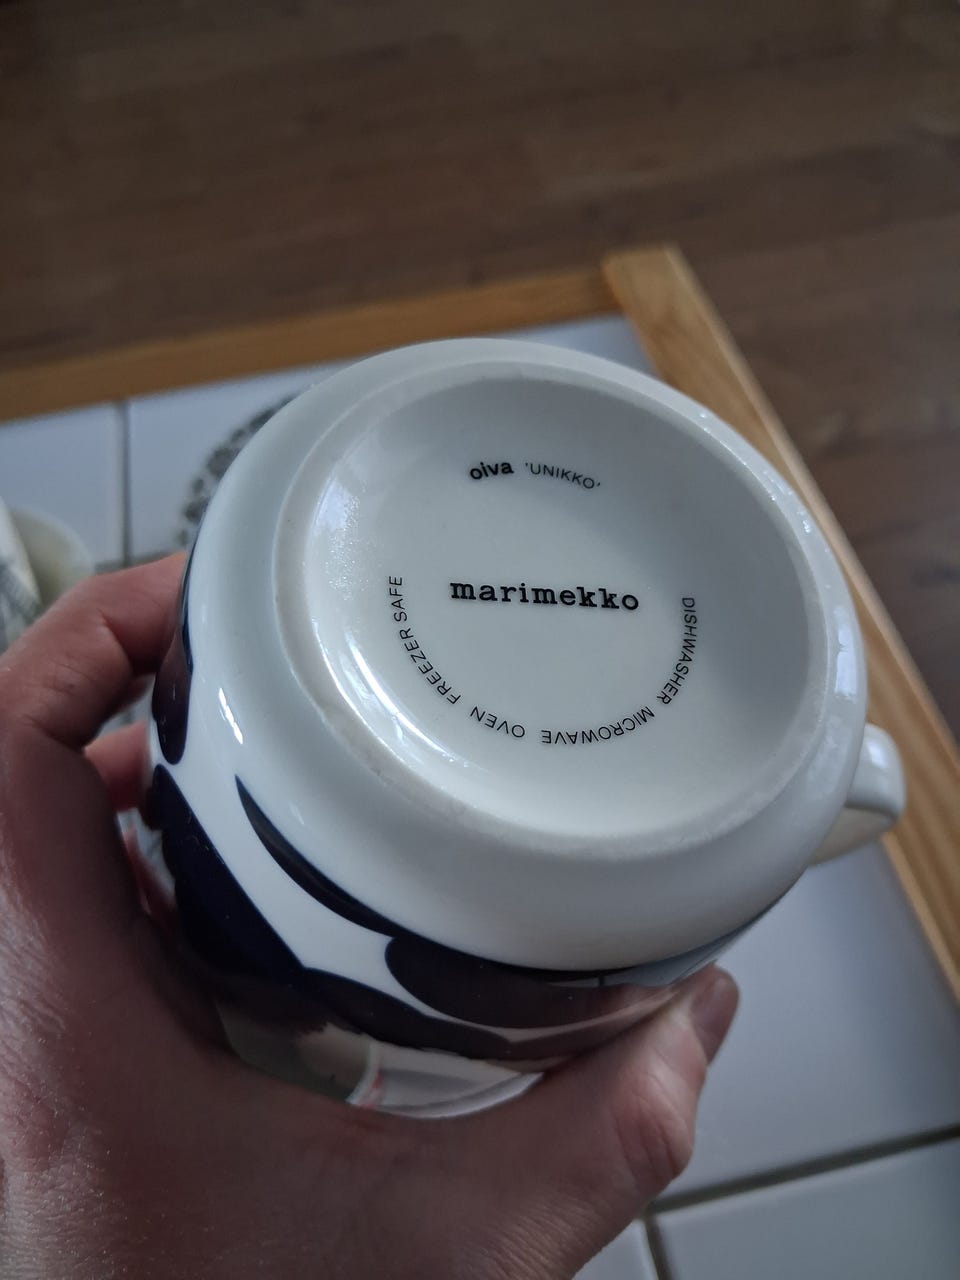 oiva 'UNIKKO'
marimekko
DISHWASHER MICROWAVE OVEN FREEZER SAFE